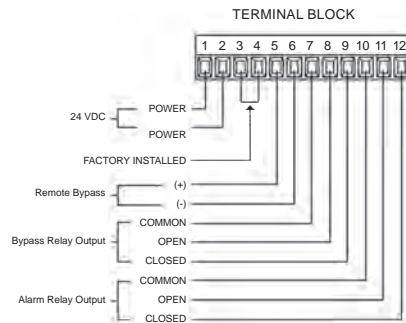 TERMINAL BLOCK
1 2 3 4 5 6 7 8 9 10 11 12
24 VDC
POWER
POWER
FACTORY INSTALLED
Remote Bypass
(+)
(-)
Bypass Relay Output
COMMON
OPEN
CLOSED
Alarm Relay Output
COMMON
OPEN
CLOSED